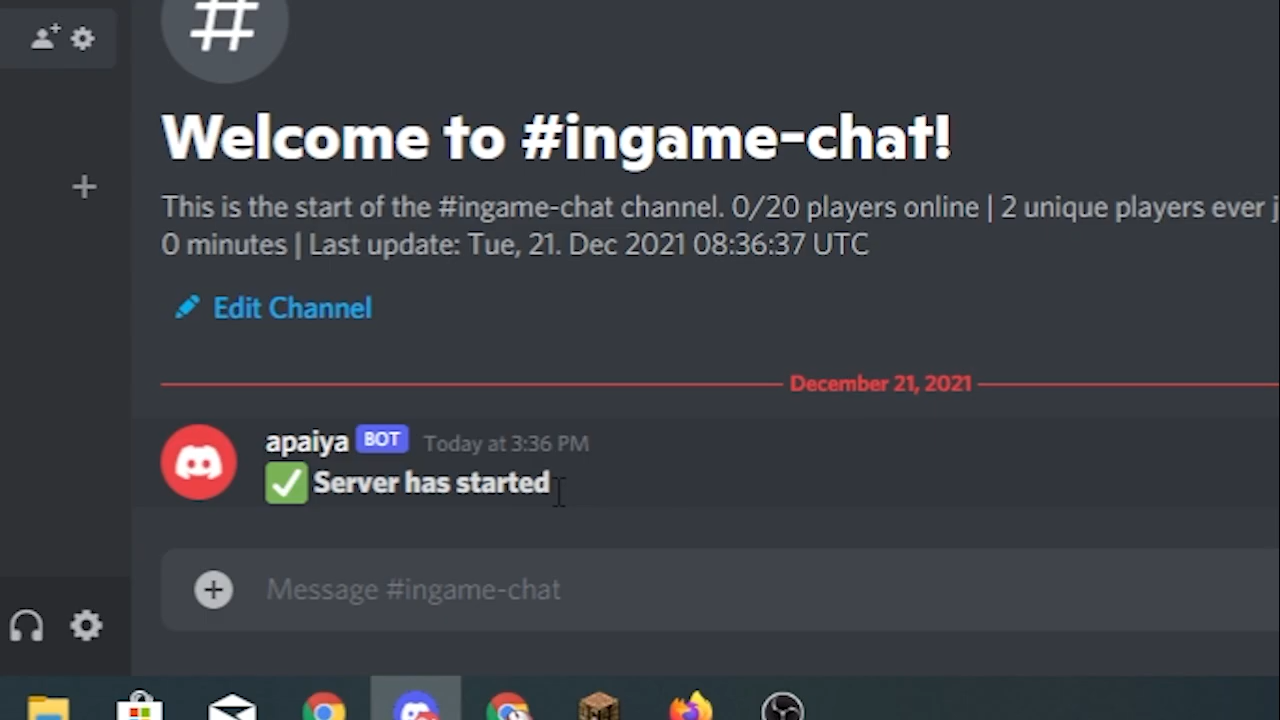 Welcome to #ingame-chat!
This is the start of the #ingame-chat channel. 0/20 players online | 2 unique players ever
0 minutes | Last update: Tue, 21. Dec 2021 08:36:37 UTC
Edit Channel
December 21, 2021
apaiya BOT Today at 3:36 PM
Server has started
Message #ingame-chat